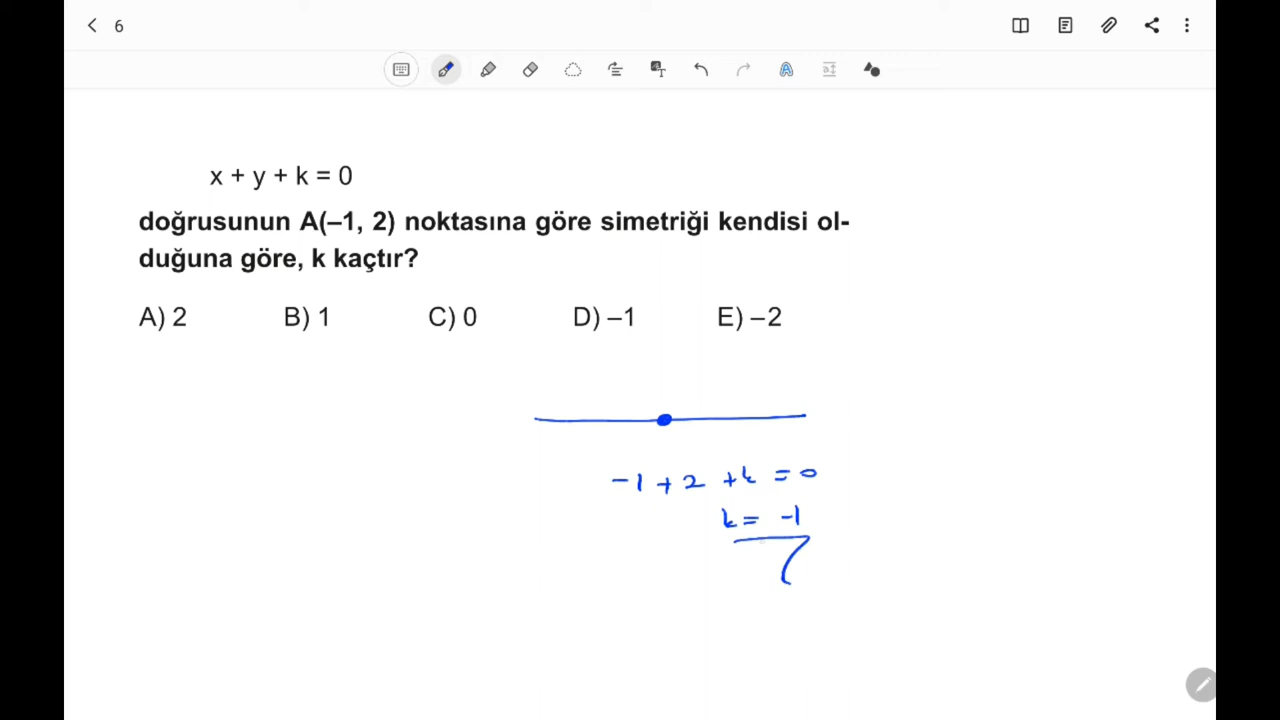 6
x + y + k = 0
doğrusunun A(–1, 2) noktasına göre simetriği kendisi ol-
duğuna göre, k kaçtır?
A) 2 B) 1 C) 0 D) –1 E) –2
-1 + 2 + k = 0
k = -1